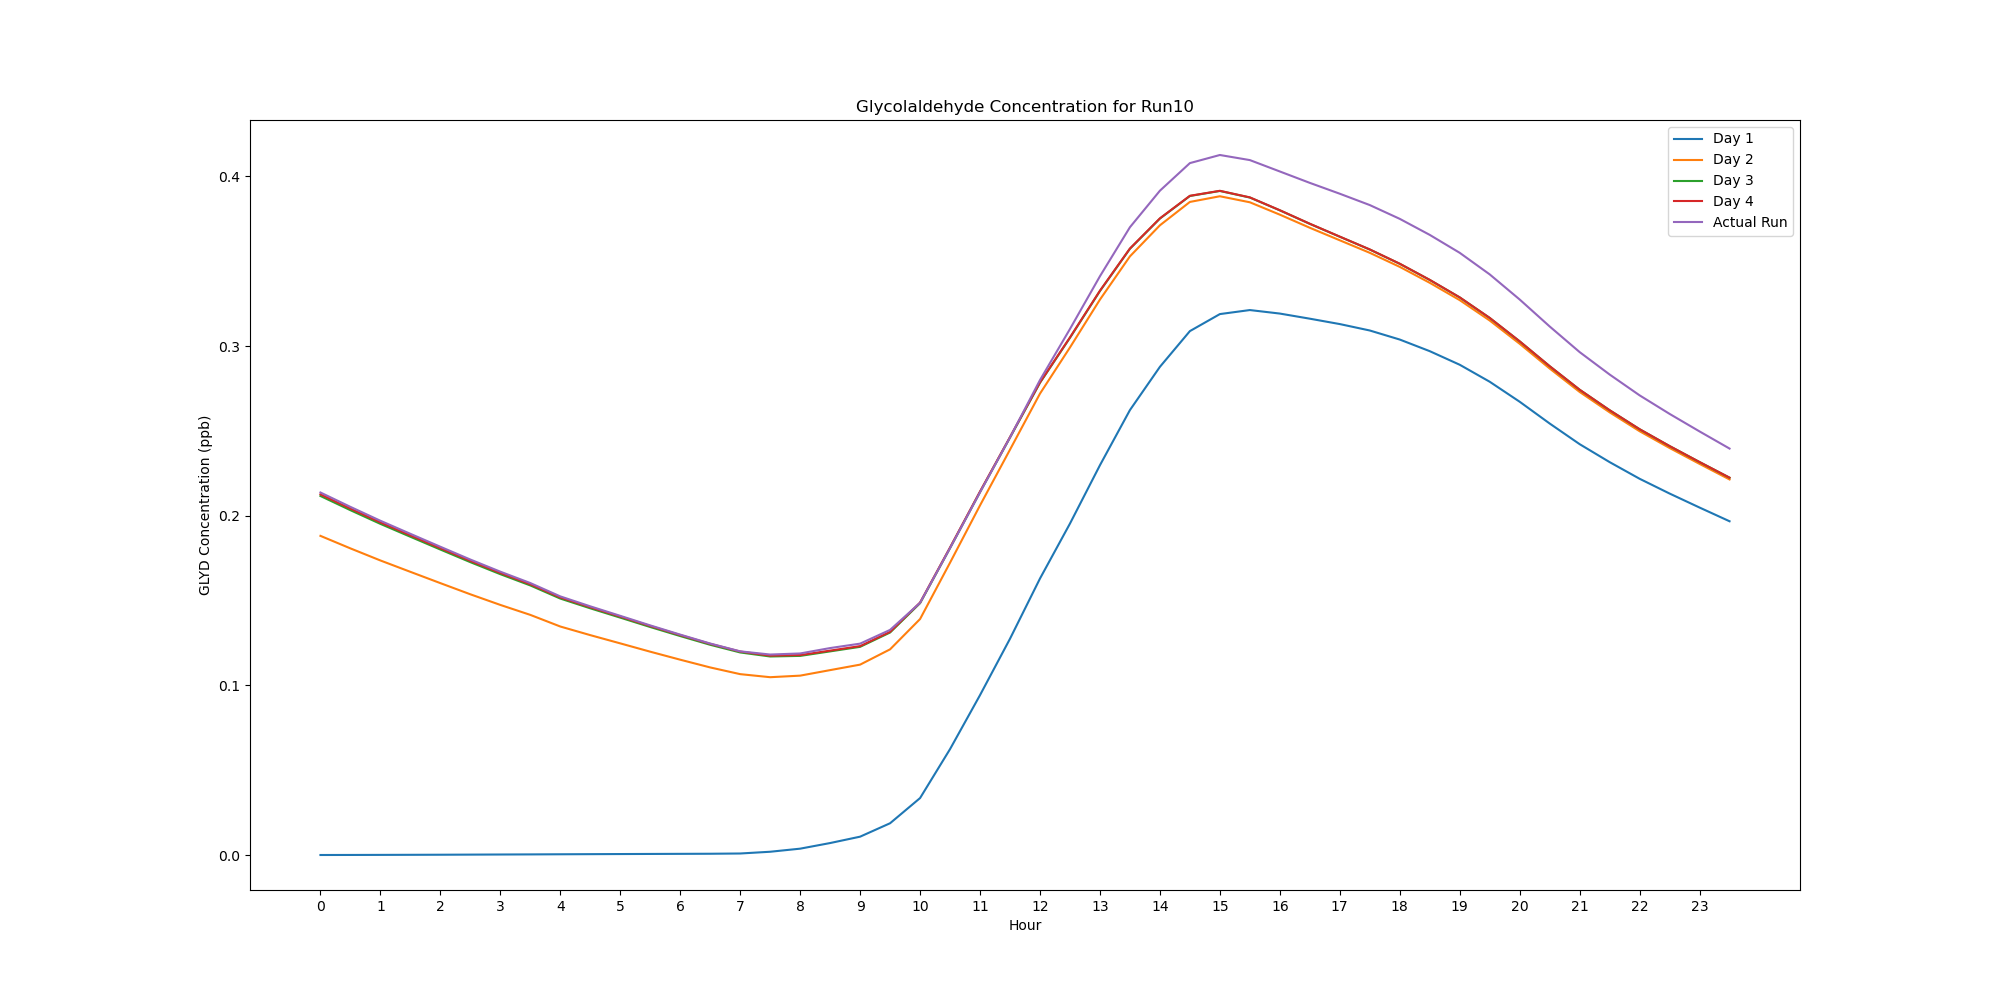 Glycolaldehyde Concentration for Run10
Day 1
Day 2
Day 3
Day 4
Actual Run
GLYD Concentration (ppb)
0.4
0.3
0.2
0.1
0.0
0 1 2 3 4 5 6 7 8 9 10 11 12 13 14 15 16 17 18 19 20 21 22 23
Hour